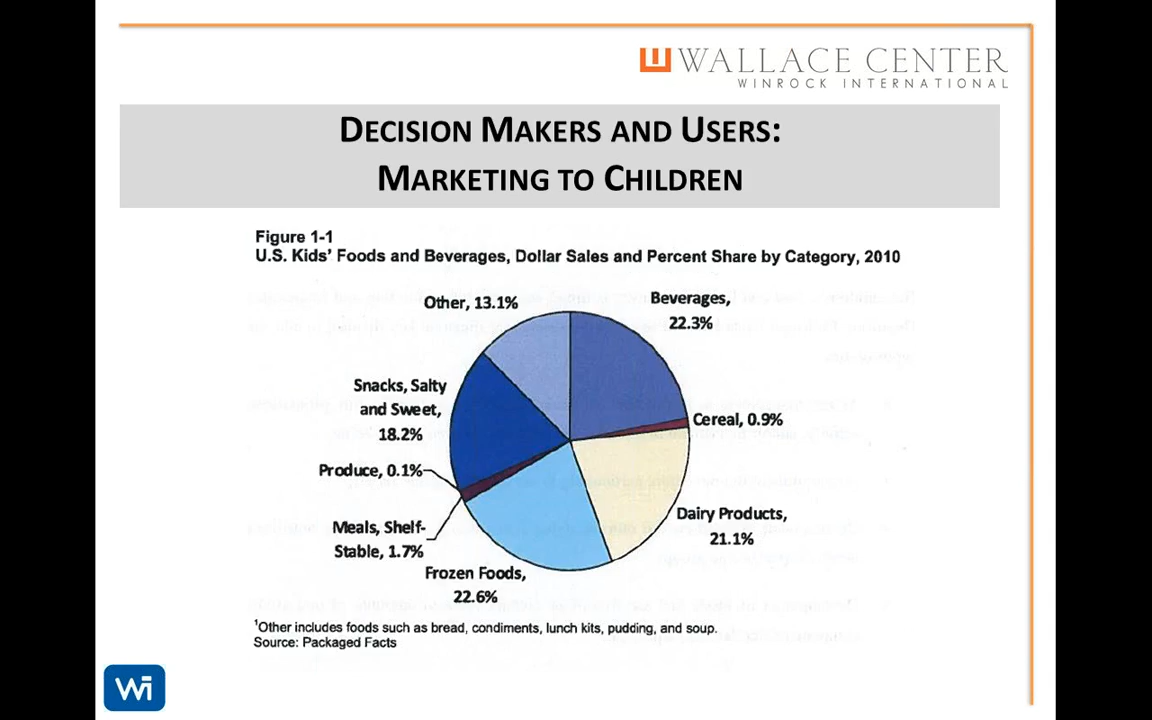 WALLACE CENTER
WINROCK INTERNATIONAL
DECISION MAKERS AND USERS:
MARKETING TO CHILDREN
Figure 1-1
U.S. Kids' Foods and Beverages, Dollar Sales and Percent Share by Category, 2010
Other, 13.1%
Beverages,
22.3%
Snacks, Salty
and Sweet,
18.2%
Cereal, 0.9%
Produce, 0.1%
Meals, Shelf-
Stable, 1.7%
Dairy Products,
21.1%
Frozen Foods,
22.6%
¹Other includes foods such as bread, condiments, lunch kits, pudding, and soup.
Source: Packaged Facts
Wi